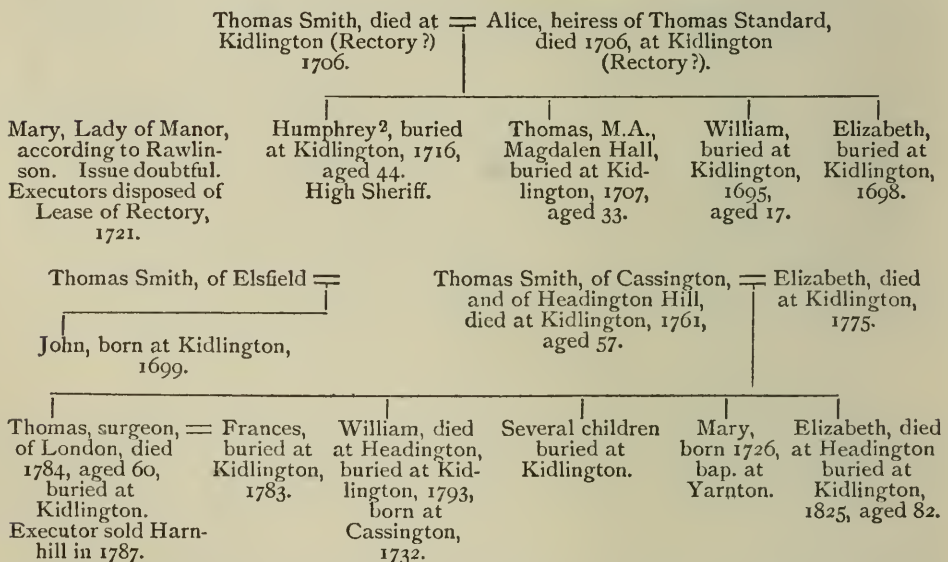 Thomas Smith, died at
Kidlington (Rectory ?)
1706.
=
Alice, heiress of Thomas Standard,
died 1706, at Kidlington
(Rectory ?).
Mary, Lady of Manor,
according to Rawlin-
son. Issue doubtful.
Executors disposed of
Lease of Rectory,
1721.
Humphrey², buried
at Kidlington, 1716,
aged 44.
High Sheriff.
Thomas, M.A.,
Magdalen Hall,
buried at Kid-
lington, 1707,
aged 33.
William,
buried at
Kidlington,
1695,
aged 17.
Elizabeth,
buried at
Kidlington,
1698.
Thomas Smith, of Elsfield =
John, born at Kidlington,
1699.
Thomas Smith, of Cassington,
and of Headington Hill,
died at Kidlington, 1761,
aged 57.
=
Elizabeth, died
at Kidlington,
1775.
Thomas, surgeon,
of London, died
1784, aged 60,
buried at
Kidlington.
Executor sold Harn-
hill in 1787.
=
Frances,
buried at
Kidlington,
1783.
William, died
at Headington,
buried at Kid-
lington, 1793,
born at
Cassington,
1732.
Several children
buried at
Kidlington.
Mary,
born 1726,
bap. at
Yarnton.
Elizabeth, died
at Headington
buried at
Kidlington,
1825, aged 82.